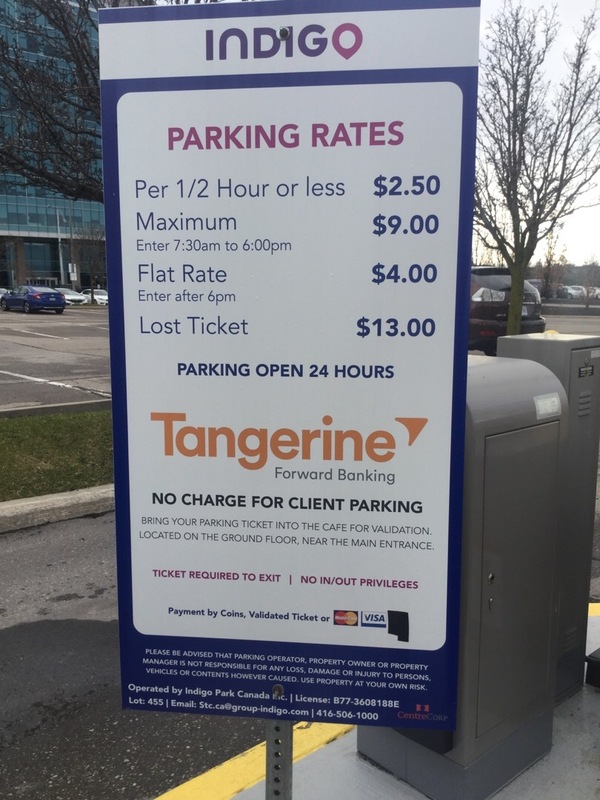 INDIGO
PARKING RATES
Per 1/2 Hour or less $2.50
Maximum $9.00
Enter 7:30am to 6:00pm
Flat Rate $4.00
Enter after 6pm
Lost Ticket $13.00
PARKING OPEN 24 HOURS
Tangerine
Forward Banking
NO CHARGE FOR CLIENT PARKING
BRING YOUR PARKING TICKET INTO THE CAFE FOR VALIDATION.
LOCATED ON THE GROUND FLOOR, NEAR THE MAIN ENTRANCE.
TICKET REQUIRED TO EXIT | NO IN/OUT PRIVILEGES
Payment by Coins, Validated Ticket or MasterCard VISA
PLEASE BE ADVISED THAT PARKING OPERATOR, PROPERTY OWNER OR PROPERTY
MANAGER IS NOT RESPONSIBLE FOR ANY LOSS, DAMAGE OR INJURY TO PERSONS,
VEHICLES OR CONTENTS HOWEVER CAUSED. USE PROPERTY AT YOUR OWN RISK.
Operated by Indigo Park Canada Inc. | License: B77-3608188E
Lot: 455 | Email: Stc.ca@group-indigo.com | 416-506-1000
CentreCorp